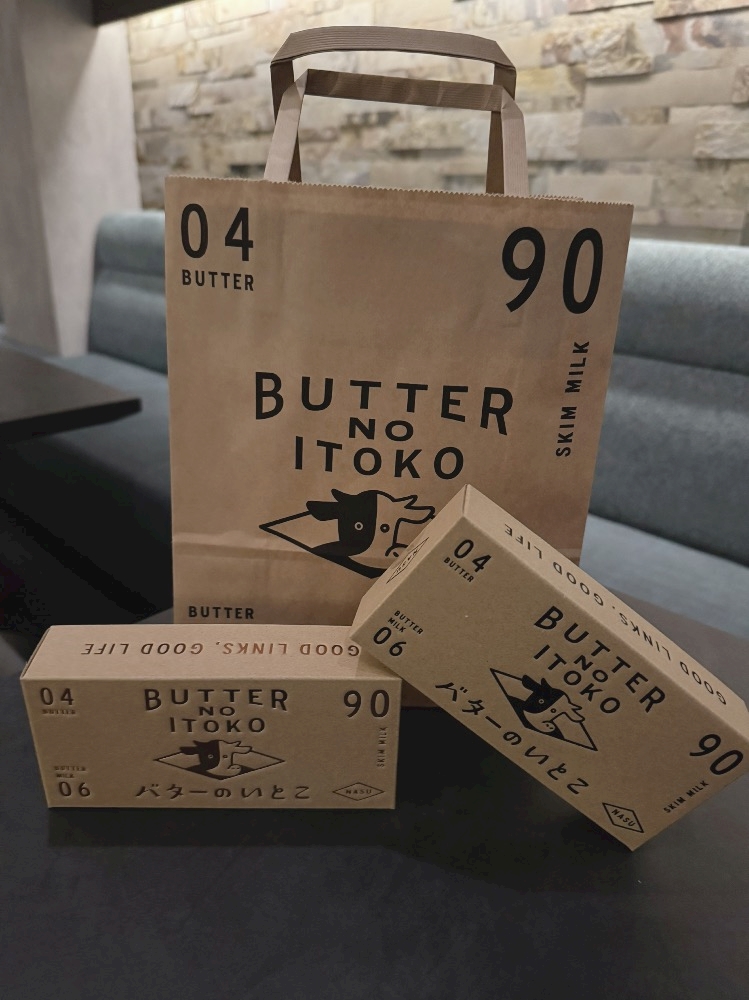 04
BUTTER
90
SKIM MILK
BUTTER
NO
ITOKO
BUTTER
GOOD LINKS, GOOD LIFE
04
BUTTER
BUTTER
NO
ITOKO
90
SKIM MILK
BUTTER
MILK
06
バターのいとこ
NASU
GOOD LINKS, GOOD LIFE
04
BUTTER
BUTTER
NO
ITOKO
90
SKIM MILK
BUTTER
MILK
06
バターのいとこ
NASU